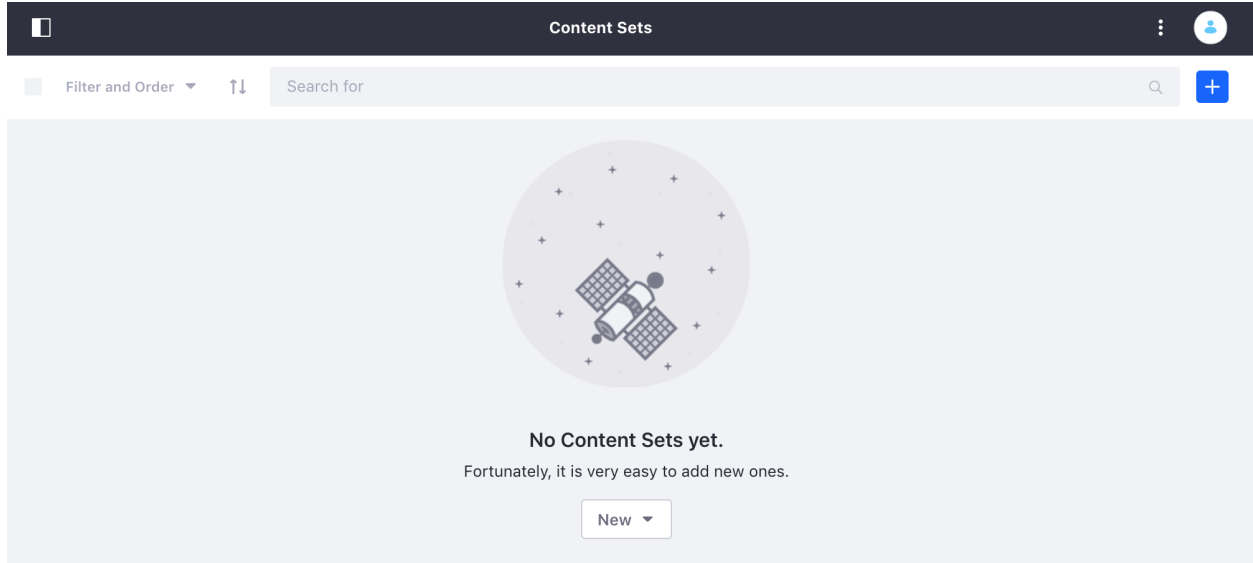 Content Sets
Filter and Order
Search for
No Content Sets yet.
Fortunately, it is very easy to add new ones.
New